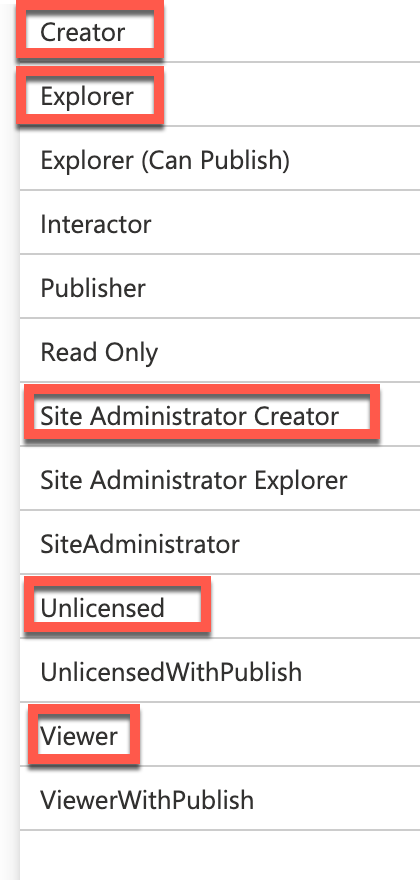 Creator
Explorer
Explorer (Can Publish)
Interactor
Publisher
Read Only
Site Administrator Creator
Site Administrator Explorer
SiteAdministrator
Unlicensed
UnlicensedWithPublish
Viewer
ViewerWithPublish